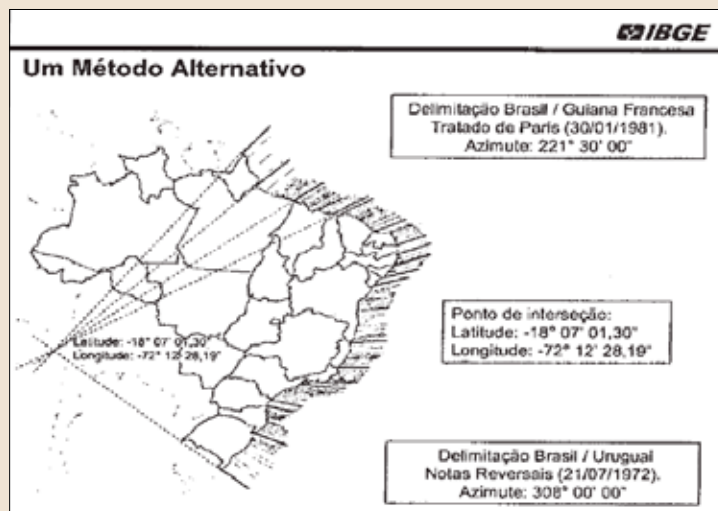 IBGE
Um Método Alternativo
Delimitação Brasil / Guiana Francesa
Tratado de Paris (30/01/1981).
Azimute: 221° 30' 00"
Latitude: -18° 07' 01,30"
Longitude: -72° 12' 28,19"
Ponto de interseção:
Latitude: -18° 07' 01,30"
Longitude: -72° 12' 28,19"
Delimitação Brasil / Uruguai
Notas Reversais (21/07/1972).
Azimute: 308° 00' 00"